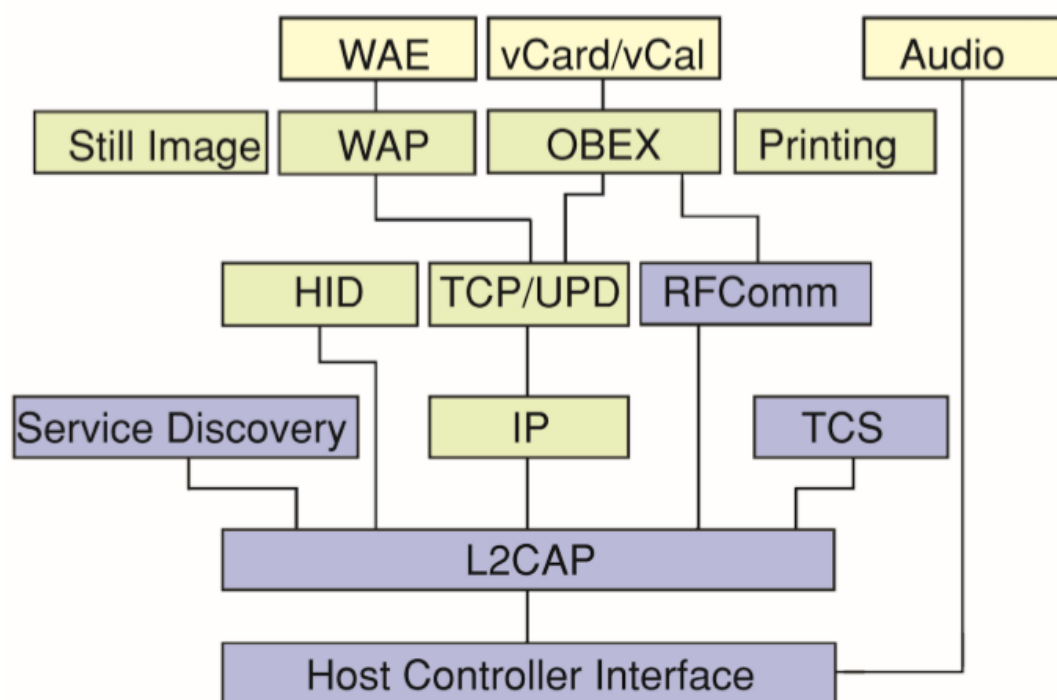 WAE
vCard/vCal
Audio
Still Image
WAP
OBEX
Printing
HID
TCP/UPD
RFComm
Service Discovery
IP
TCS
L2CAP
Host Controller Interface